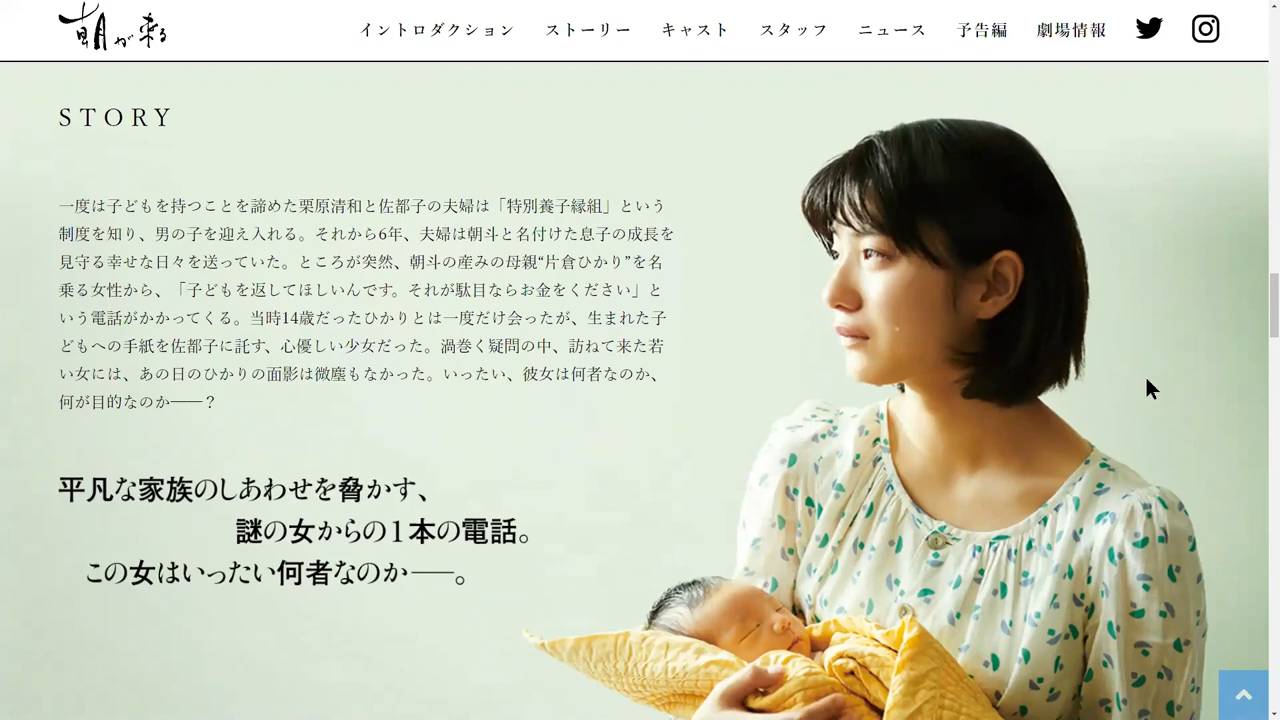 朝が来る
イントロダクション ストーリー キャスト スタッフ ニュース 予告編 劇場情報
STORY
一度は子どもを持つことを諦めた栗原清和と佐都子の夫婦は「特別養子縁組」という
制度を知り、男の子を迎え入れる。それから6年、夫婦は朝斗と名付けた息子の成長を
見守る幸せな日々を送っていた。ところが突然、朝斗の産みの母親“片倉ひかり”を名
乗る女性から、「子どもを返してほしいんです。それが駄目ならお金をください」と
いう電話がかかってくる。当時14歳だったひかりとは一度だけ会ったが、生まれた子
どもへの手紙を佐都子に託す、心優しい少女だった。渦巻く疑問の中、訪ねて来た若
い女には、あの日のひかりの面影は微塵もなかった。いったい、彼女は何者なのか、
何が目的なのか——？
平凡な家族のしあわせを脅かす、
謎の女からの1本の電話。
この女はいったい何者なのか——。